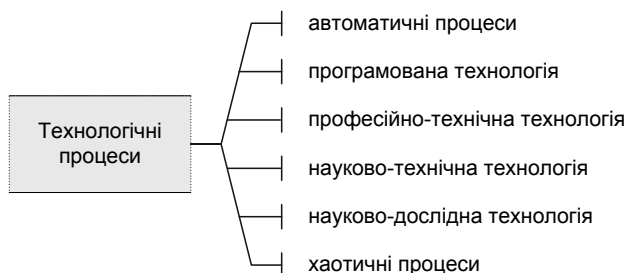 Технологічні
процеси
автоматичні процеси
програмована технологія
професійно-технічна технологія
науково-технічна технологія
науково-дослідна технологія
хаотичні процеси